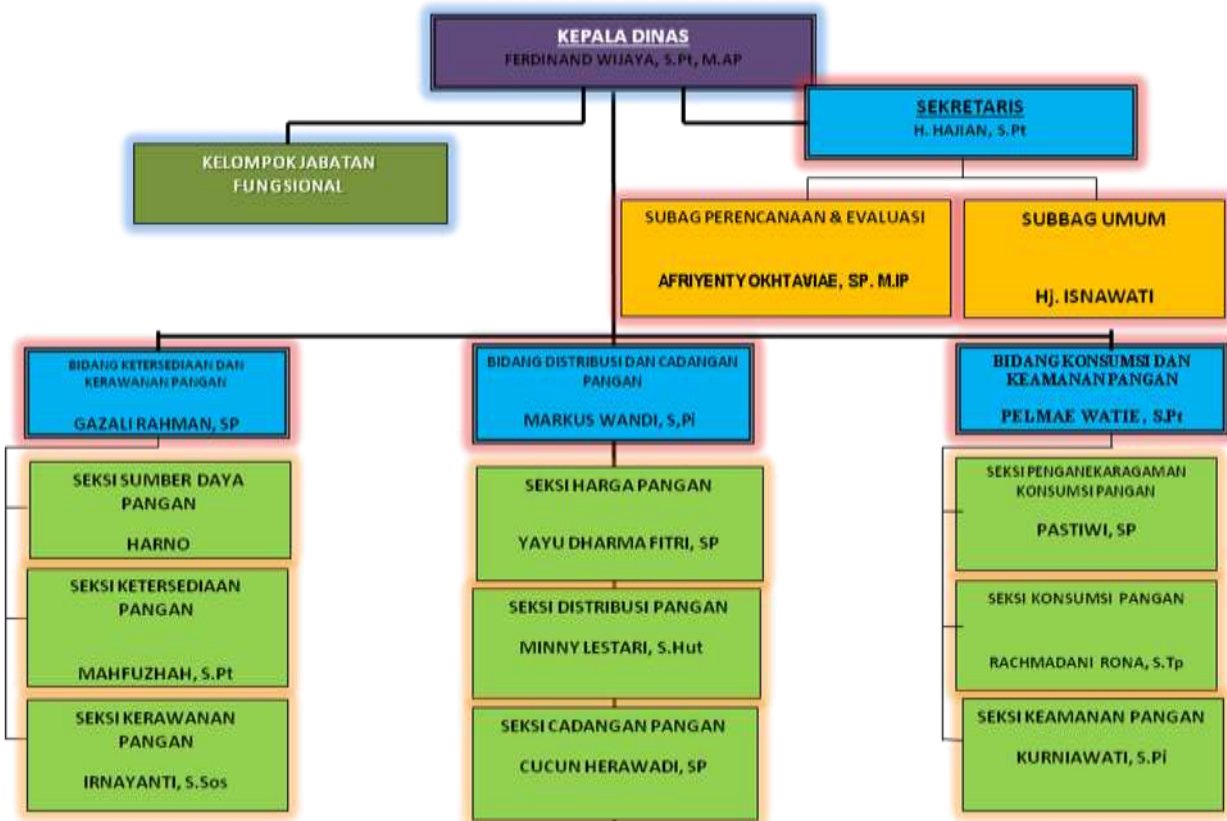 KEPALA DINAS
FERDINAND WIJAYA, S.Pt, M.AP
SEKRETARIS
H. HAJIAN, S.Pt
KELOMPOK JABATAN
FUNGSIONAL
SUBAG PERENCANAAN & EVALUASI
AFRIYENTY OKHTAVIAE, SP. M.IP
SUBBAG UMUM
Hj. ISNAWATI
BIDANG KETERSEDIAAN DAN
KERAWANAN PANGAN
GAZALI RAHMAN, SP
BIDANG DISTRIBUSI DAN CADANGAN
PANGAN
MARKUS WANDI, S,Pi
BIDANG KONSUMSI DAN
KEAMANAN PANGAN
PELMAE WATIE, S.Pt
SEKSI SUMBER DAYA
PANGAN
HARNO
SEKSI KETERSEDIAAN
PANGAN
MAHFUZHAH, S.Pt
SEKSI KERAWANAN
PANGAN
IRNAYANTI, S.Sos
SEKSI HARGA PANGAN
YAYU DHARMA FITRI, SP
SEKSI DISTRIBUSI PANGAN
MINNY LESTARI, S.Hut
SEKSI CADANGAN PANGAN
CUCUN HERAWADI, SP
SEKSI PENGANEKARAGAMAN
KONSUMSI PANGAN
PASTIWI, SP
SEKSI KONSUMSI PANGAN
RACHMADANI RONA, S.Tp
SEKSI KEAMANAN PANGAN
KURNIAWATI, S.Pi